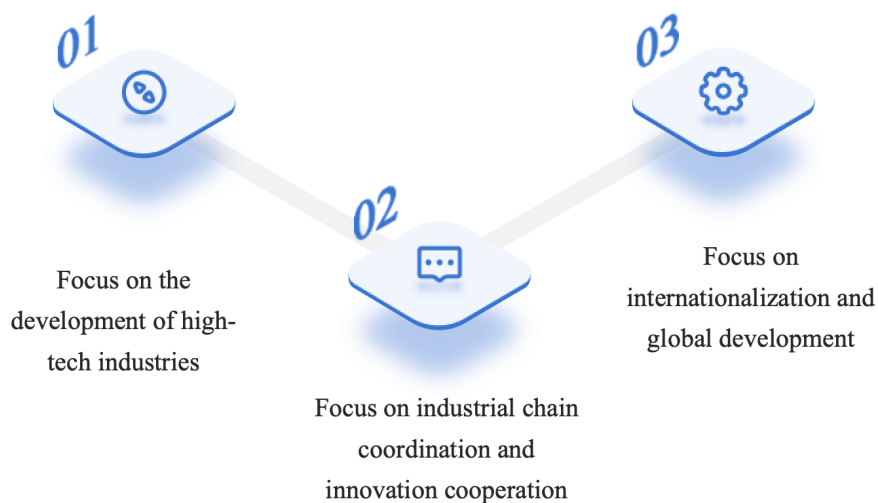 01
Focus on the
development of high-
tech industries
02
Focus on industrial chain
coordination and
innovation cooperation
03
Focus on
internationalization and
global development